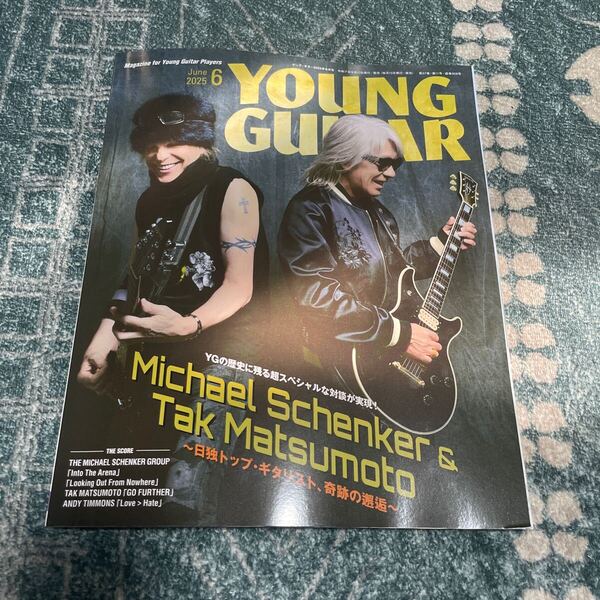 Magazine for Young Guitar Players
June
2025 6
YOUNG
GUITAR
YGの歴史に残る超スペシャルな対談が実現!
Michael Schenker &
Tak Matsumoto
〜日独トップ・ギタリスト、奇跡の邂逅〜
THE SCORE
THE MICHAEL SCHENKER GROUP
「Into The Arena」
「Looking Out From Nowhere」
TAK MATSUMOTO「GO FURTHER」
ANDY TIMMONS「Love > Hate」